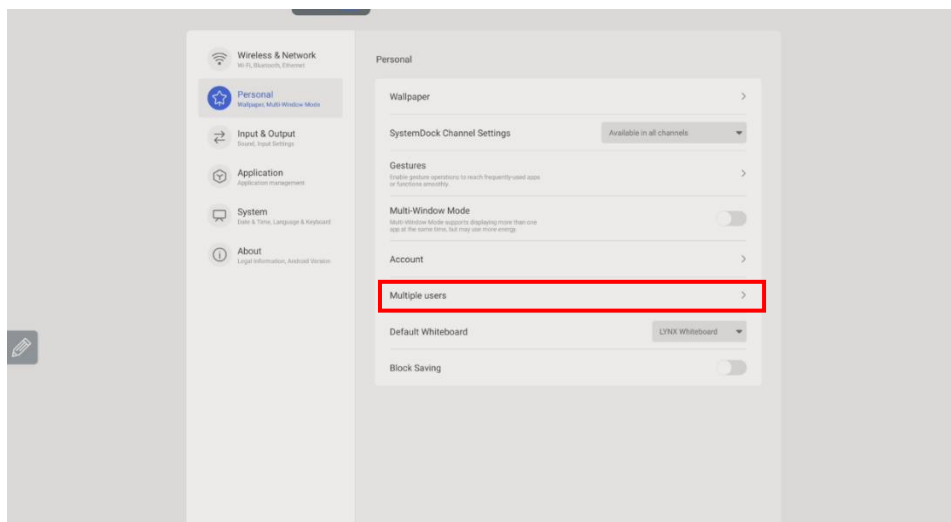 Wireless & Network
Wi-Fi, Bluetooth, Ethernet
Personal
Wallpaper, Multi-Window Mode
Input & Output
Sound, Input Settings
Application
Application management
System
Date & Time, Language & Keyboard
About
Legal Information, Android Version
Personal
Wallpaper
SystemDock Channel Settings
Available in all channels
Gestures
Enable gesture operations to reach frequently used apps
or functions smoothly.
Multi-Window Mode
Multi-Window Mode supports displaying more than one
app at the same time, but may use more energy.
Account
Multiple users
Default Whiteboard
LYNX Whiteboard
Block Saving